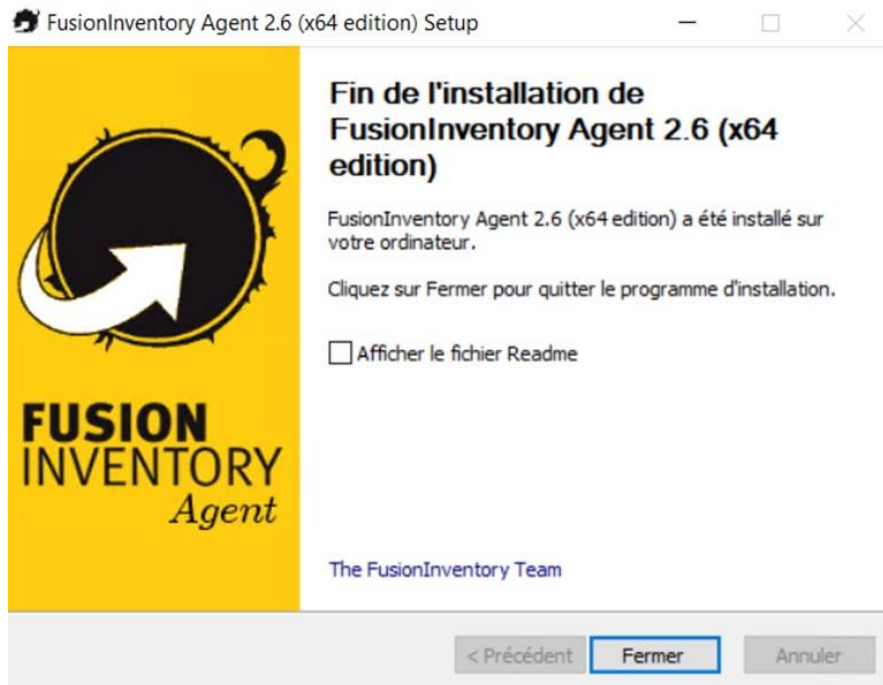 FusionInventory Agent 2.6 (x64 edition) Setup
Fin de l'installation de
FusionInventory Agent 2.6 (x64
edition)
FusionInventory Agent 2.6 (x64 edition) a été installé sur
votre ordinateur.
Cliquez sur Fermer pour quitter le programme d'installation.
Afficher le fichier Readme
FUSION
INVENTORY
Agent
The FusionInventory Team
< Précédent
Fermer
Annuler